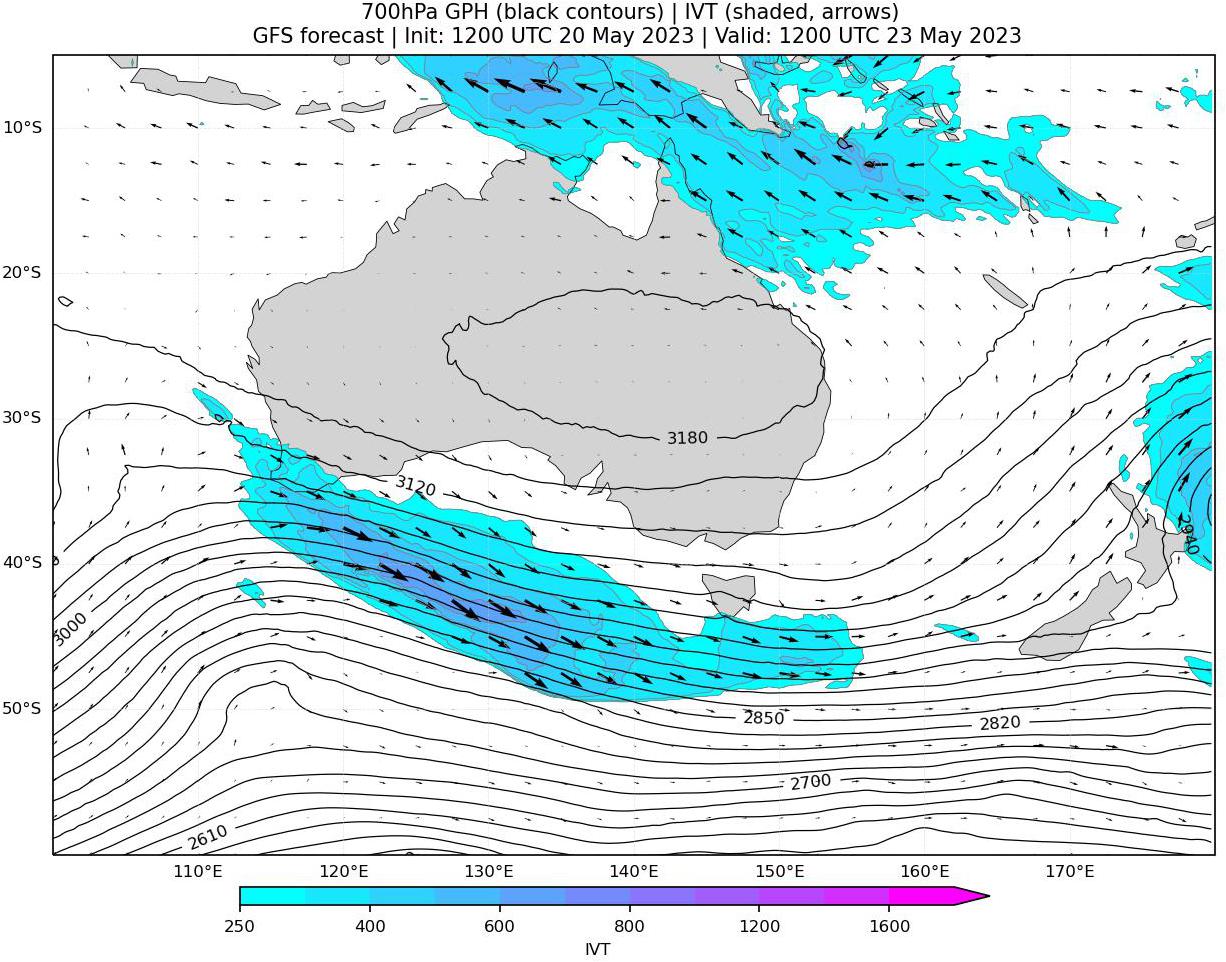 700hPa GPH (black contours) | IVT (shaded, arrows)
GFS forecast | Init: 1200 UTC 20 May 2023 | Valid: 1200 UTC 23 May 2023
10°S
20°S
30°S
3180
3120
2940
40°S
3000
50°S
2850
2820
2700
2610
110°E 120°E 130°E 140°E 150°E 160°E 170°E
250 400 600 800 1200 1600
IVT